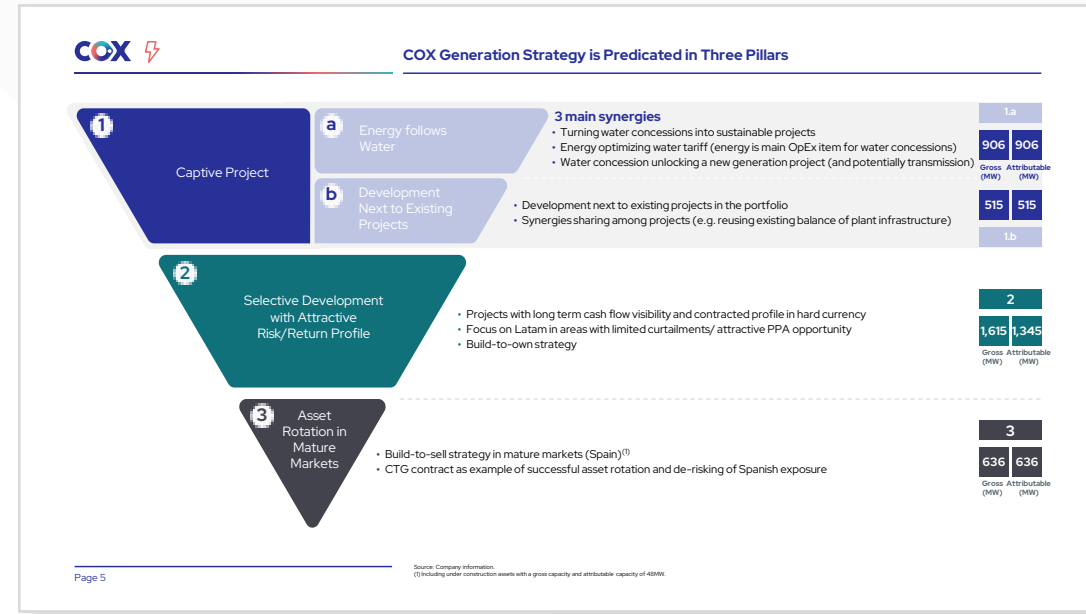 COX
COX Generation Strategy is Predicated in Three Pillars
1
Captive Project
a
Energy follows
Water
3 main synergies
• Turning water concessions into sustainable projects
• Energy optimizing water tariff (energy is main OpEx item for water concessions)
• Water concession unlocking a new generation project (and potentially transmission)
1.a
906 906
Gross Attributable
(MW) (MW)
b
Development
Next to Existing
Projects
• Development next to existing projects in the portfolio
• Synergies sharing among projects (e.g. reusing existing balance of plant infrastructure)
515 515
1.b
2
Selective Development
with Attractive
Risk/Return Profile
• Projects with long term cash flow visibility and contracted profile in hard currency
• Focus on Latam in areas with limited curtailments/ attractive PPA opportunity
• Build-to-own strategy
2
1,615 1,345
Gross Attributable
(MW) (MW)
3
Asset
Rotation in
Mature
Markets
• Build-to-sell strategy in mature markets (Spain)(1)
• CTG contract as example of successful asset rotation and de-risking of Spanish exposure
3
636 636
Gross Attributable
(MW) (MW)
Page 5
Source: Company information.
(1) Including under construction assets with a gross capacity and attributable capacity of 48MW.